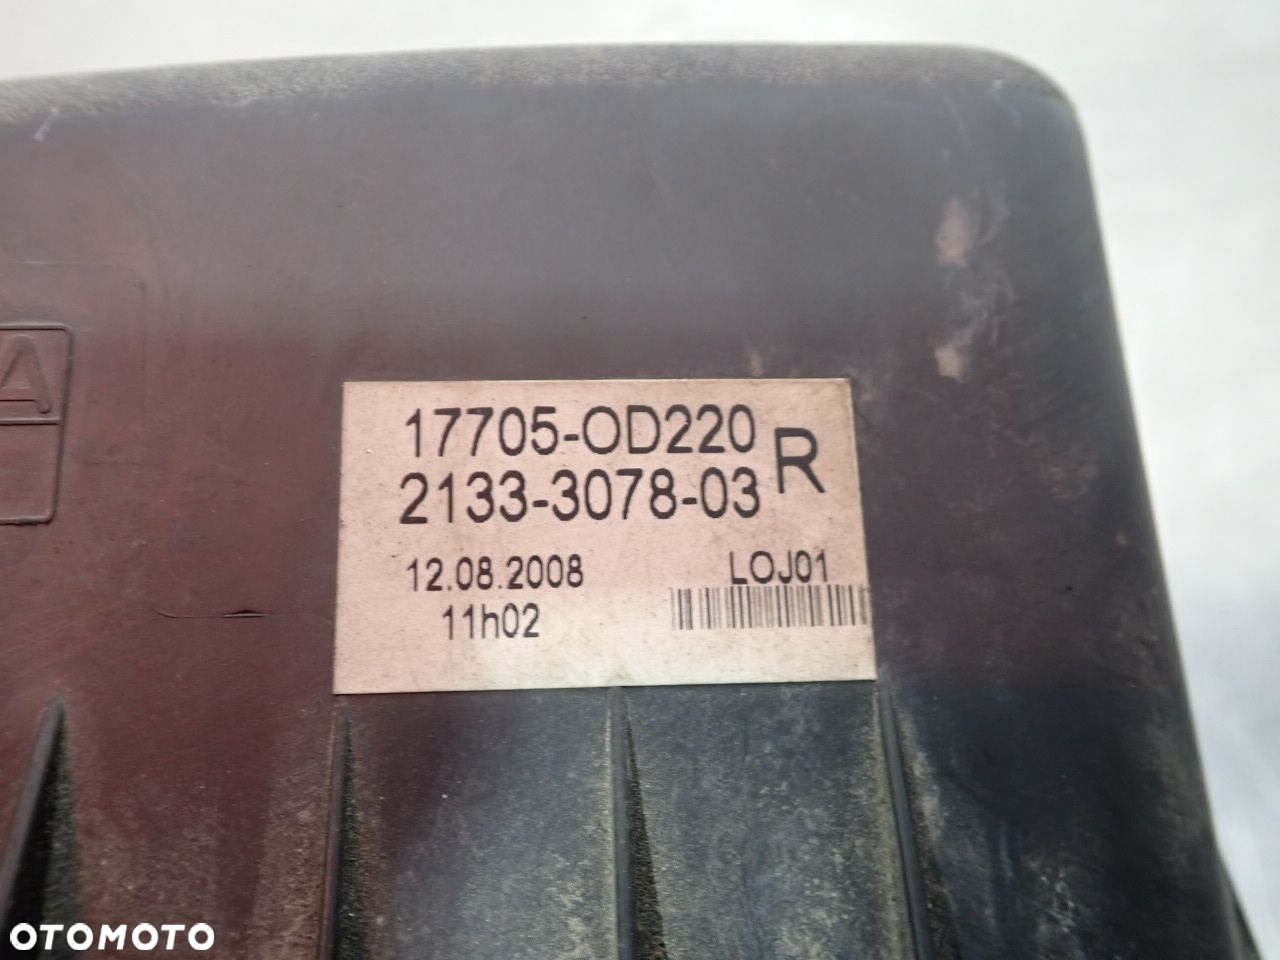 A
17705-OD220
2133-3078-03 R
12.08.2008 LOJ01
11h02
OTOMOTO